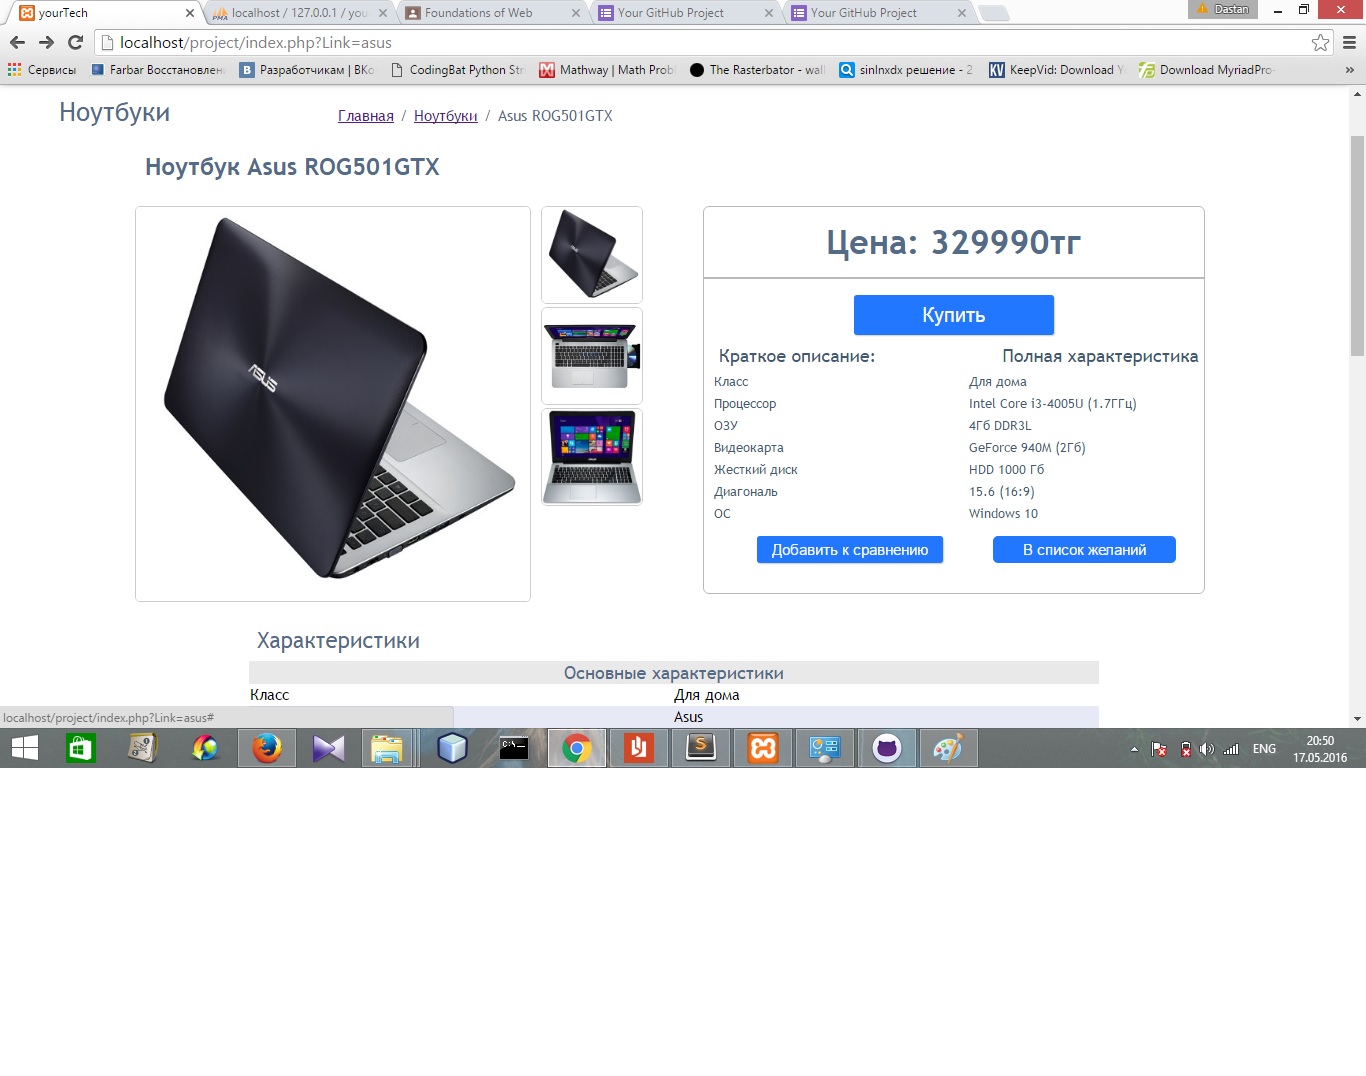 yourTech
localhost / 127.0.0.1 / you
Foundations of Web
Your GitHub Project
Your GitHub Project
Dastan
localhost/project/index.php?Link=asus
Сервисы
Farbar Восстановлен
Разработчикам | ВКо
CodingBat Python Str
Mathway | Math Prob
The Rasterbator - wal
sinlnxdx решение - 2
KeepVid: Download Y
Download MyriadPro-
Ноутбуки
Главная / Ноутбуки / Asus ROG501GTX
Ноутбук Asus ROG501GTX
ASUS
Цена: 329990тг
Купить
Краткое описание: Полная характеристика
Класс Для дома
Процессор Intel Core i3-4005U (1.7ГГц)
ОЗУ 4Гб DDR3L
Видеокарта GeForce 940M (2Гб)
Жесткий диск HDD 1000 Гб
Диагональ 15.6 (16:9)
ОС Windows 10
Добавить к сравнению
В список желаний
Характеристики
Основные характеристики
Класс Для дома
Asus
localhost/project/index.php?Link=asus#
ENG
20:50
17.05.2016